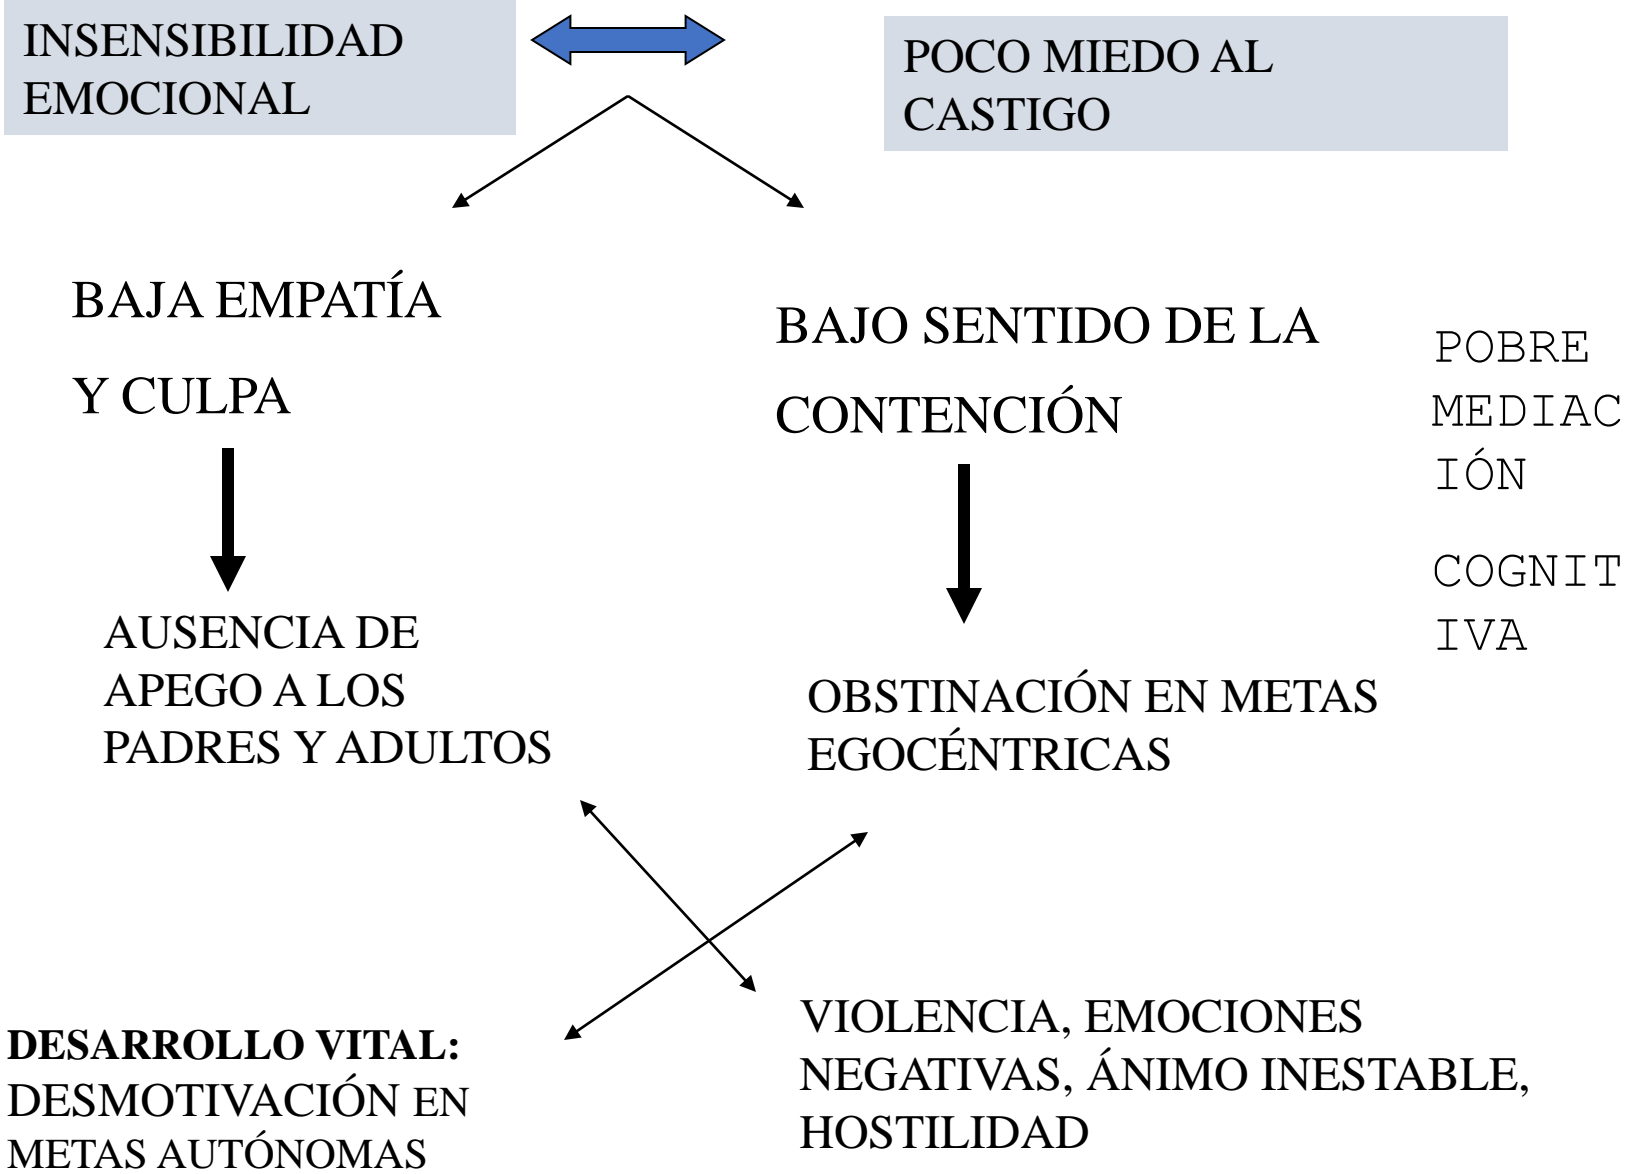 INSENSIBILIDAD
EMOCIONAL
POCO MIEDO AL
CASTIGO
BAJA EMPATÍA
Y CULPA
BAJO SENTIDO DE LA
CONTENCIÓN
POBRE
MEDIAC
IÓN
COGNIT
IVA
AUSENCIA DE
APEGO A LOS
PADRES Y ADULTOS
OBSTINACIÓN EN METAS
EGOCÉNTRICAS
DESARROLLO VITAL:
DESMOTIVACIÓN EN
METAS AUTÓNOMAS
VIOLENCIA, EMOCIONES
NEGATIVAS, ÁNIMO INESTABLE,
HOSTILIDAD